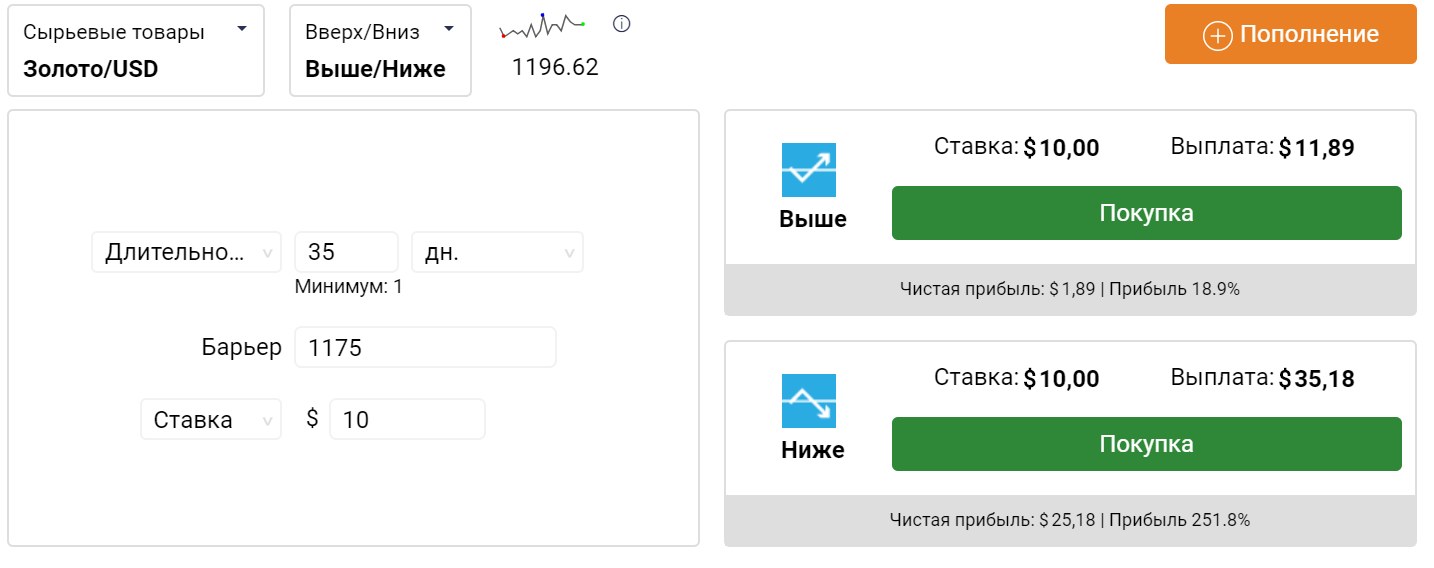 Сырьевые товары
Золото/USD
Вверх/Вниз
Выше/Ниже
1196.62
Пополнение
Длительно...
35
дн.
Минимум: 1
Барьер
1175
Ставка
$
10
Ставка: $10,00
Выплата: $11,89
Выше
Покупка
Чистая прибыль: $1,89 | Прибыль 18.9%
Ставка: $10,00
Выплата: $35,18
Ниже
Покупка
Чистая прибыль: $25,18 | Прибыль 251.8%